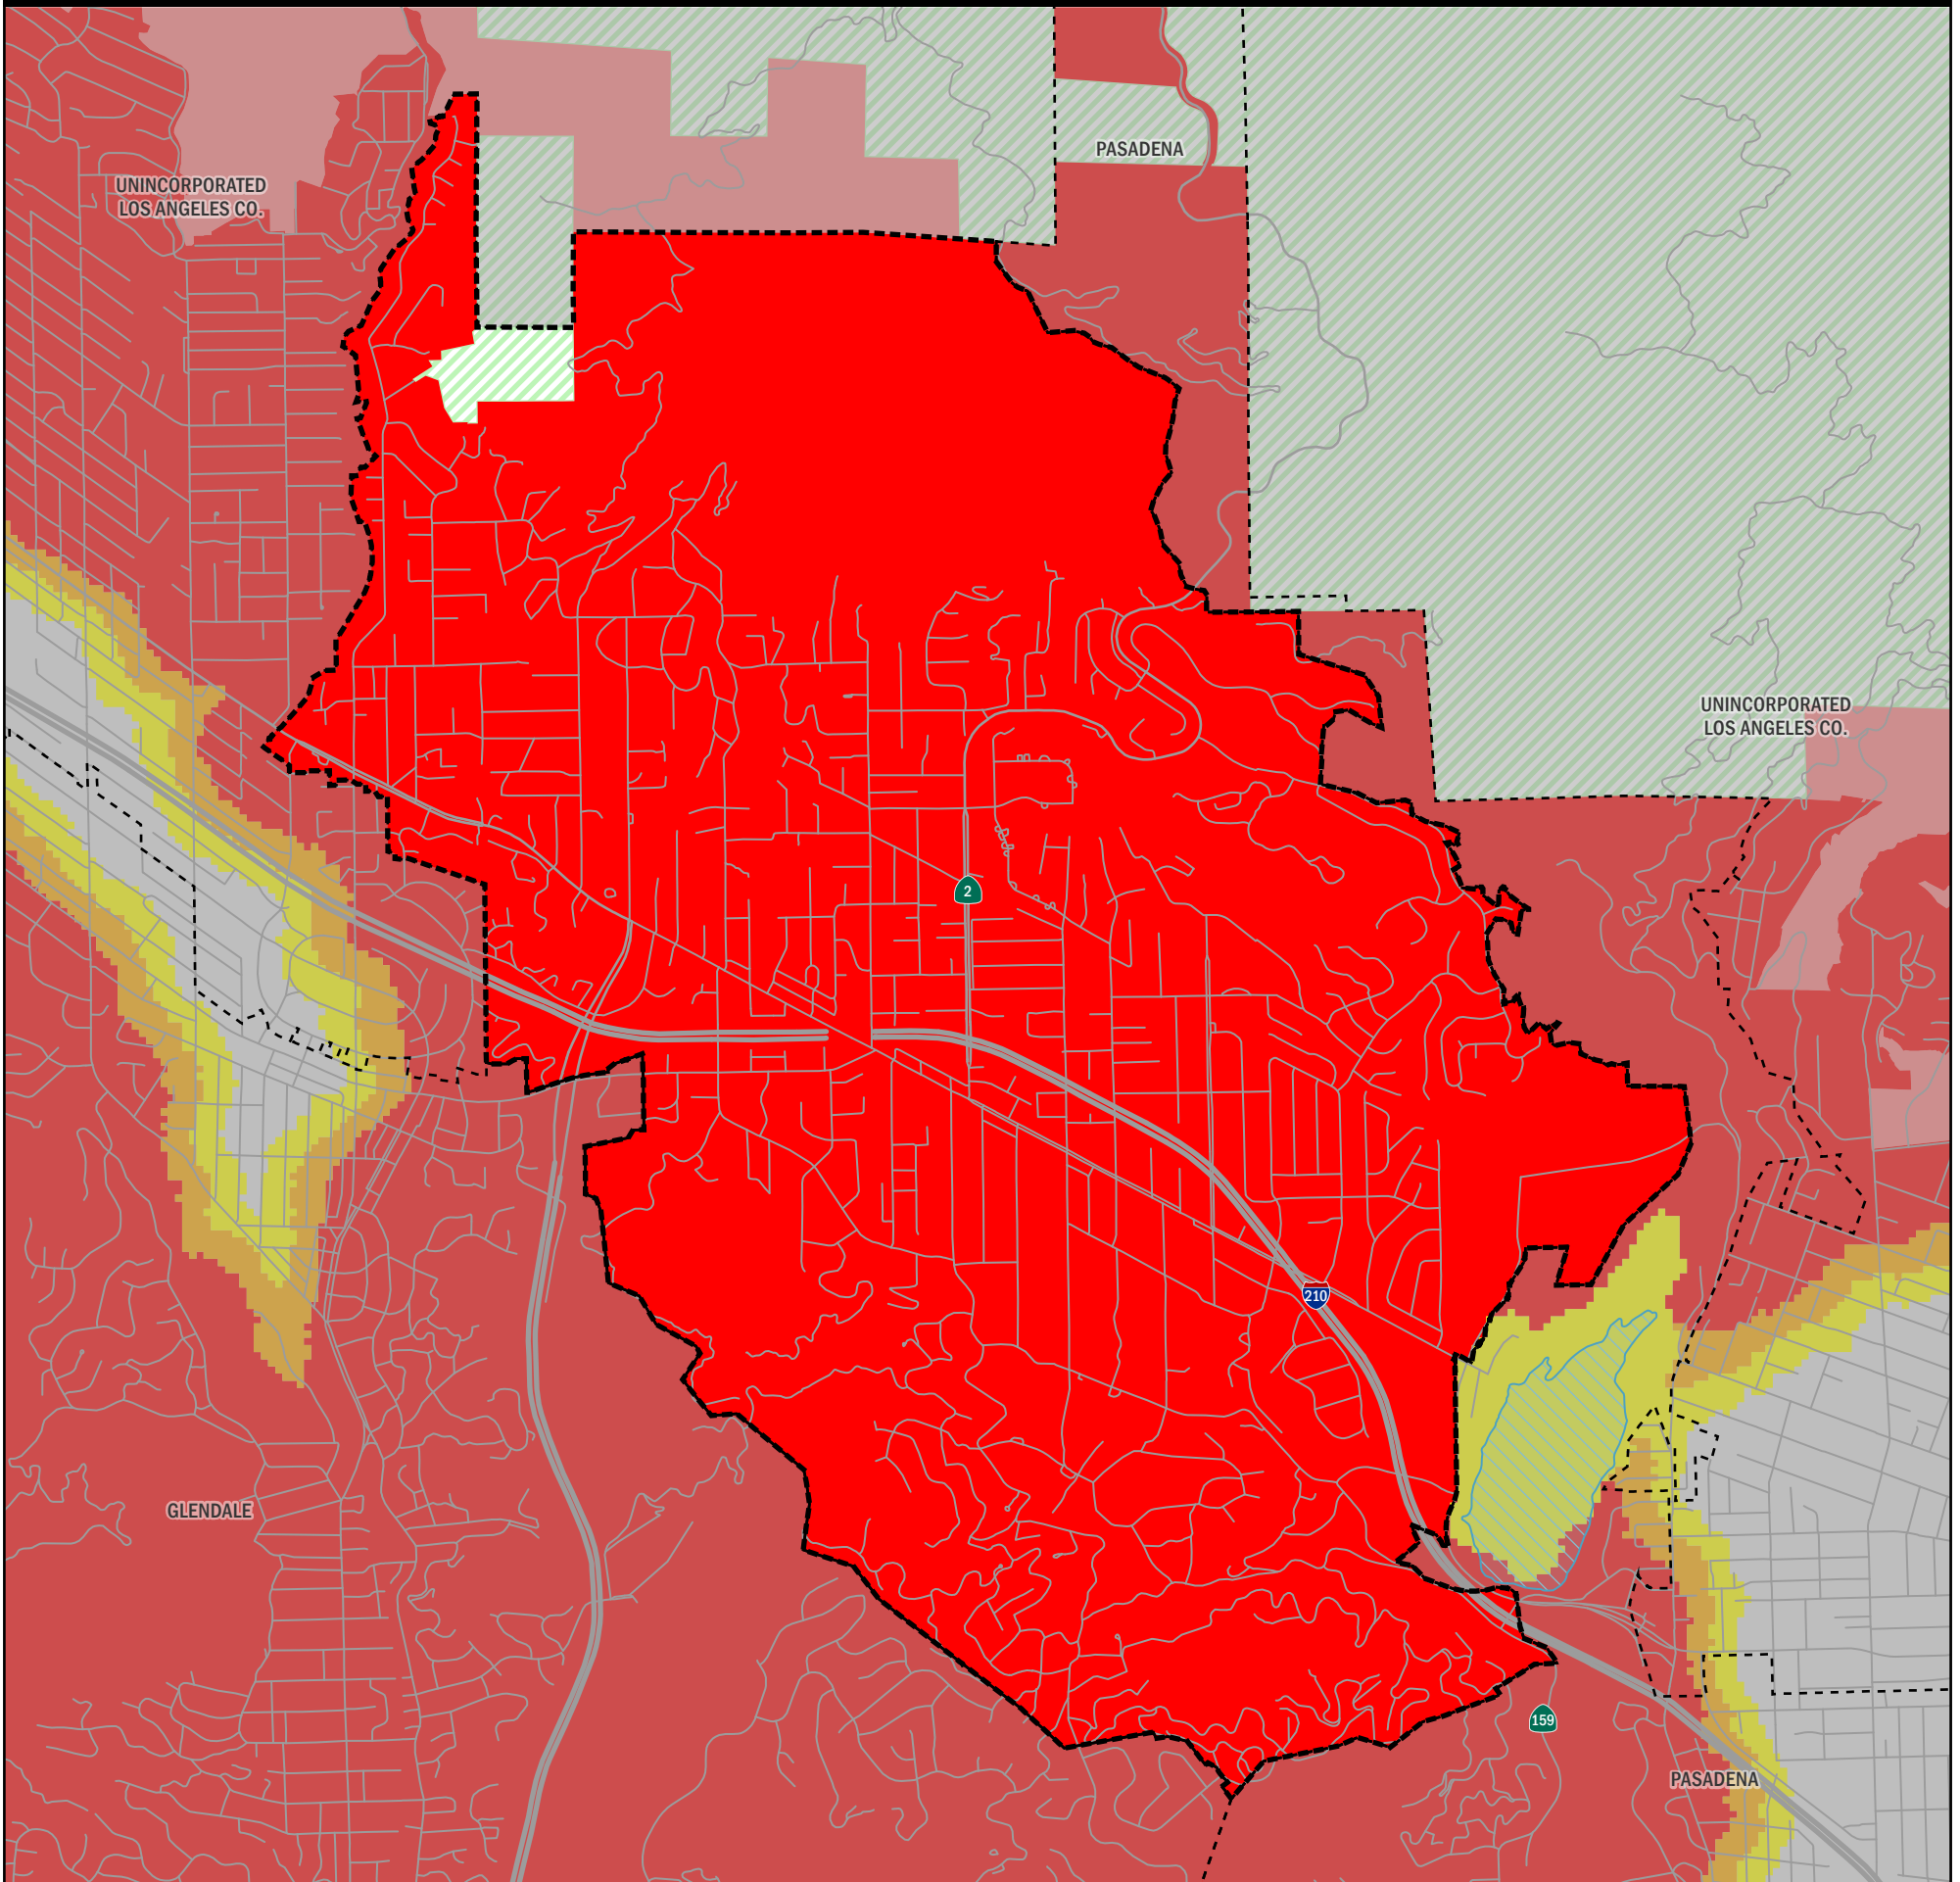 PASADENA
UNINCORPORATED
LOS ANGELES CO.
UNINCORPORATED
LOS ANGELES CO.
2
210
GLENDALE
159
PASADENA